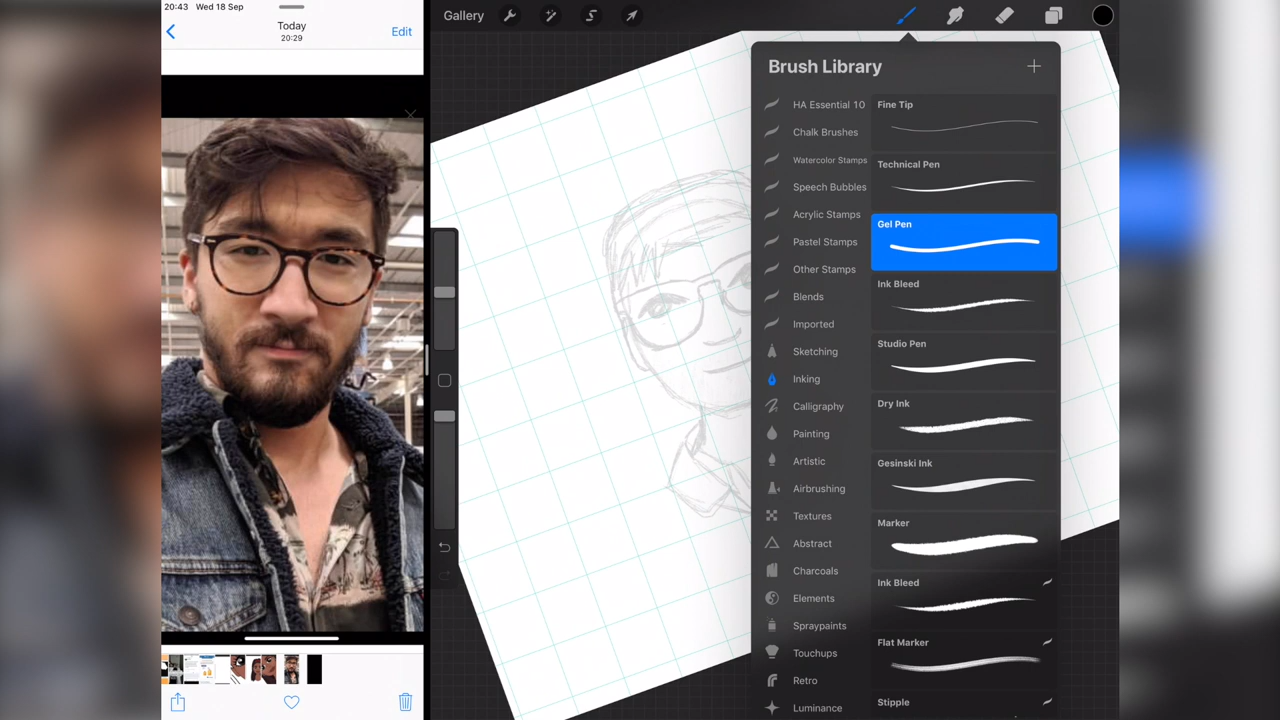 20:43 Wed 18 Sep
Today
20:29
Edit
Gallery
Brush Library
HA Essential 10
Chalk Brushes
Watercolor Stamps
Speech Bubbles
Acrylic Stamps
Pastel Stamps
Other Stamps
Blends
Imported
Sketching
Inking
Calligraphy
Painting
Artistic
Airbrushing
Textures
Abstract
Charcoals
Elements
Spraypaints
Touchups
Retro
Luminance
Fine Tip
Technical Pen
Gel Pen
Ink Bleed
Studio Pen
Dry Ink
Gesinski Ink
Marker
Ink Bleed
Flat Marker
Stipple